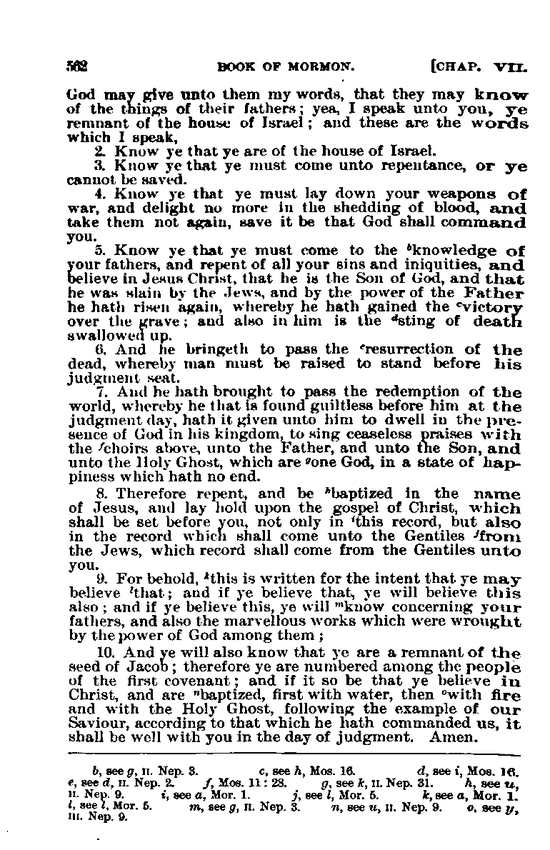 562 BOOK OF MORMON. [CHAP. VII.
God may give unto them my words, that they may know
of the things of their fathers; yea, I speak unto you, ye
remnant of the house of Israel; and these are the words
which I speak,
2. Know ye that ye are of the house of Israel.
3. Know ye that ye must come unto repentance, or ye
cannot be saved.
4. Know ye that ye must lay down your weapons of
war, and delight no more in the shedding of blood, and
take them not again, save it be that God shall command
you.
5. Know ye that ye must come to the ᵇknowledge of
your fathers, and repent of all your sins and iniquities, and
believe in Jesus Christ, that he is the Son of God, and that
he was slain by the Jews, and by the power of the Father
he hath risen again, whereby he hath gained the ᶜvictory
over the grave; and also in him is the ᵈsting of death
swallowed up.
6. And he bringeth to pass the ᵉresurrection of the
dead, whereby man must be raised to stand before his
judgment seat.
7. And he hath brought to pass the redemption of the
world, whereby he that is found guiltless before him at the
judgment day, hath it given unto him to dwell in the pre-
sence of God in his kingdom, to sing ceaseless praises with
the ᶠchoirs above, unto the Father, and unto the Son, and
unto the Holy Ghost, which are ᵍone God, in a state of hap-
piness which hath no end.
8. Therefore repent, and be ʰbaptized in the name
of Jesus, and lay hold upon the gospel of Christ, which
shall be set before you, not only in ⁱthis record, but also
in the record which shall come unto the Gentiles ʲfrom
the Jews, which record shall come from the Gentiles unto
you.
9. For behold, ᵏthis is written for the intent that ye may
believe ˡthat; and if ye believe that, ye will believe this
also; and if ye believe this, ye will ᵐknow concerning your
fathers, and also the marvellous works which were wrought
by the power of God among them;
10. And ye will also know that ye are a remnant of the
seed of Jacob; therefore ye are numbered among the people
of the first covenant; and if it so be that ye believe in
Christ, and are ⁿbaptized, first with water, then ᵒwith fire
and with the Holy Ghost, following the example of our
Saviour, according to that which he hath commanded us, it
shall be well with you in the day of judgment. Amen.
b, see g, II. Nep. 3. c, see h, Mos. 16. d, see i, Mos. 16.
e, see d, II. Nep. 2. f, Mos. 11: 28. g, see k, II. Nep. 31. h, see u,
II. Nep. 9. i, see a, Mor. 1. j, see l, Mor. 5. k, see a, Mor. 1.
l, see l, Mor. 5. m, see g, II. Nep. 3. n, see u, II. Nep. 9. o, see y,
III. Nep. 9.